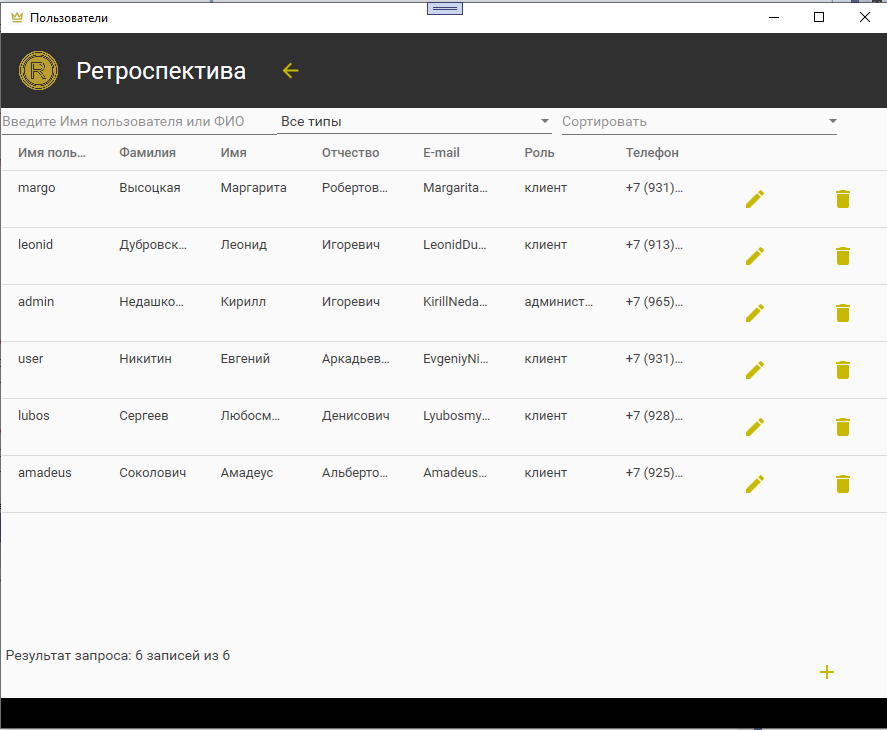 Пользователи
R Ретроспектива
Введите Имя пользователя или ФИО Все типы Сортировать
Имя поль... Фамилия Имя Отчество E-mail Роль Телефон
margo Высоцкая Маргарита Робертов... Margarita... клиент +7 (931)...
leonid Дубровск... Леонид Игоревич LeonidDu... клиент +7 (913)...
admin Недашко... Кирилл Игоревич KirillNeda... админист... +7 (965)...
user Никитин Евгений Аркадьев... EvgeniyNi... клиент +7 (931)...
lubos Сергеев Любосм... Денисович Lyubosmy... клиент +7 (928)...
amadeus Соколович Амадеус Альберто... Amadeus... клиент +7 (925)...
Результат запроса: 6 записей из 6